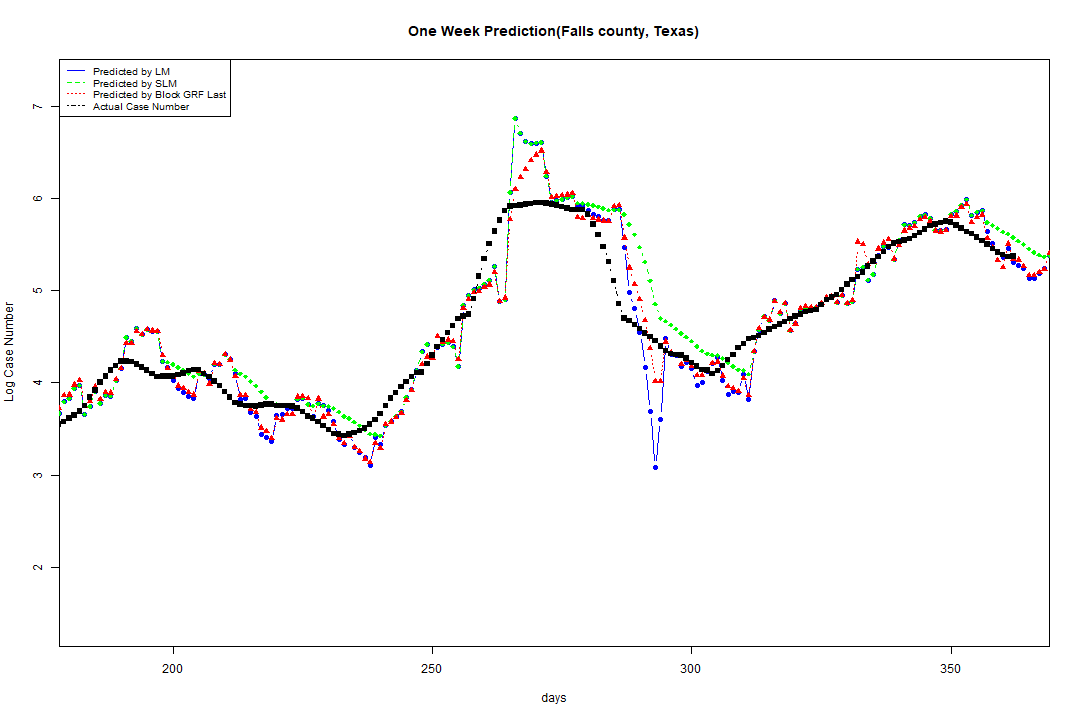 One Week Prediction(Falls county, Texas)
Predicted by LM
Predicted by SLM
Predicted by Block GRF Last
Actual Case Number
7
6
5
4
3
2
Log Case Number
200 250 300 350
days